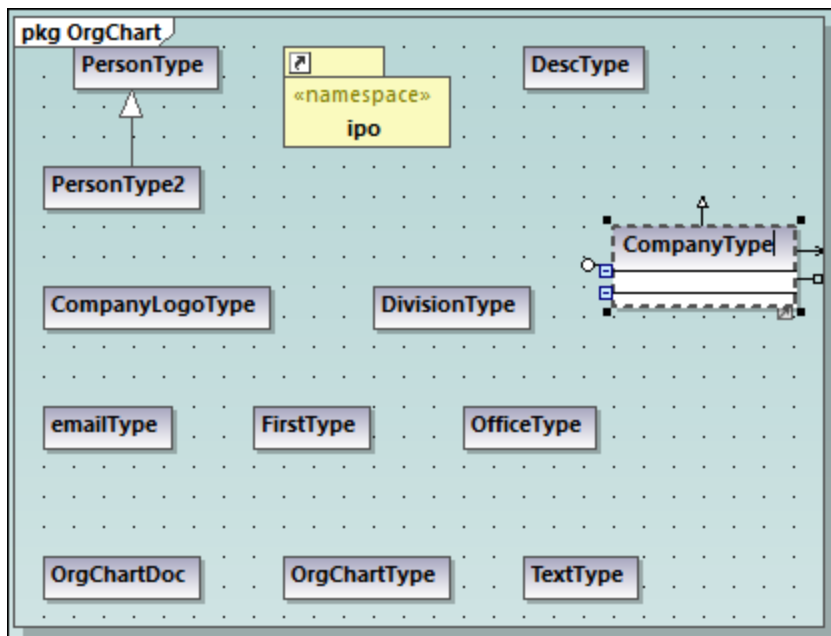 pkg OrgChart
PersonType
DescType
«namespace»
ipo
PersonType2
CompanyType
CompanyLogoType
DivisionType
emailType
FirstType
OfficeType
OrgChartDoc
OrgChartType
TextType